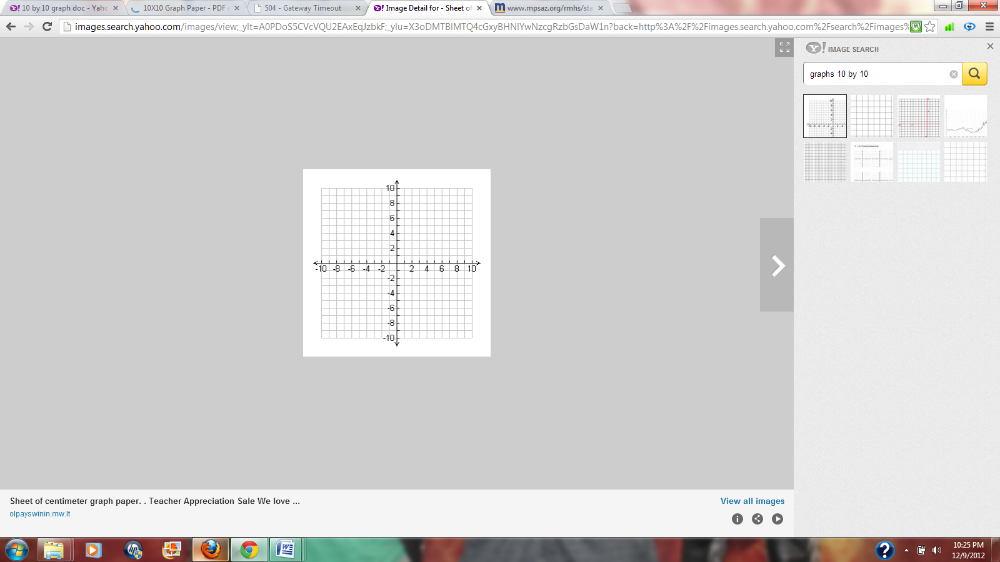 10 by 10 graph doc - Yaho
10X10 Graph Paper - PDF
504 - Gateway Timeout
Image Detail for - Sheet of
www.mpsaz.org/rmhs/sta
images.search.yahoo.com/images/view;_ylt=A0PDoS5CVcVQU2EAxEqJzbkF;_ylu=X3oDMTBlMTQ4cGxyBHNlYwNzcgRzbGsDaW1n?back=http%3A%2F%2Fimages.search.yahoo.com%2Fsearch%2Fimages%
Y! IMAGE SEARCH
graphs 10 by 10
10
8
6
4
2
-10 -8 -6 -4 -2 2 4 6 8 10
-2
-4
-6
-8
-10
Sheet of centimeter graph paper. . Teacher Appreciation Sale We love ...
olpayswinin.mw.lt
View all images
10:25 PM
12/9/2012